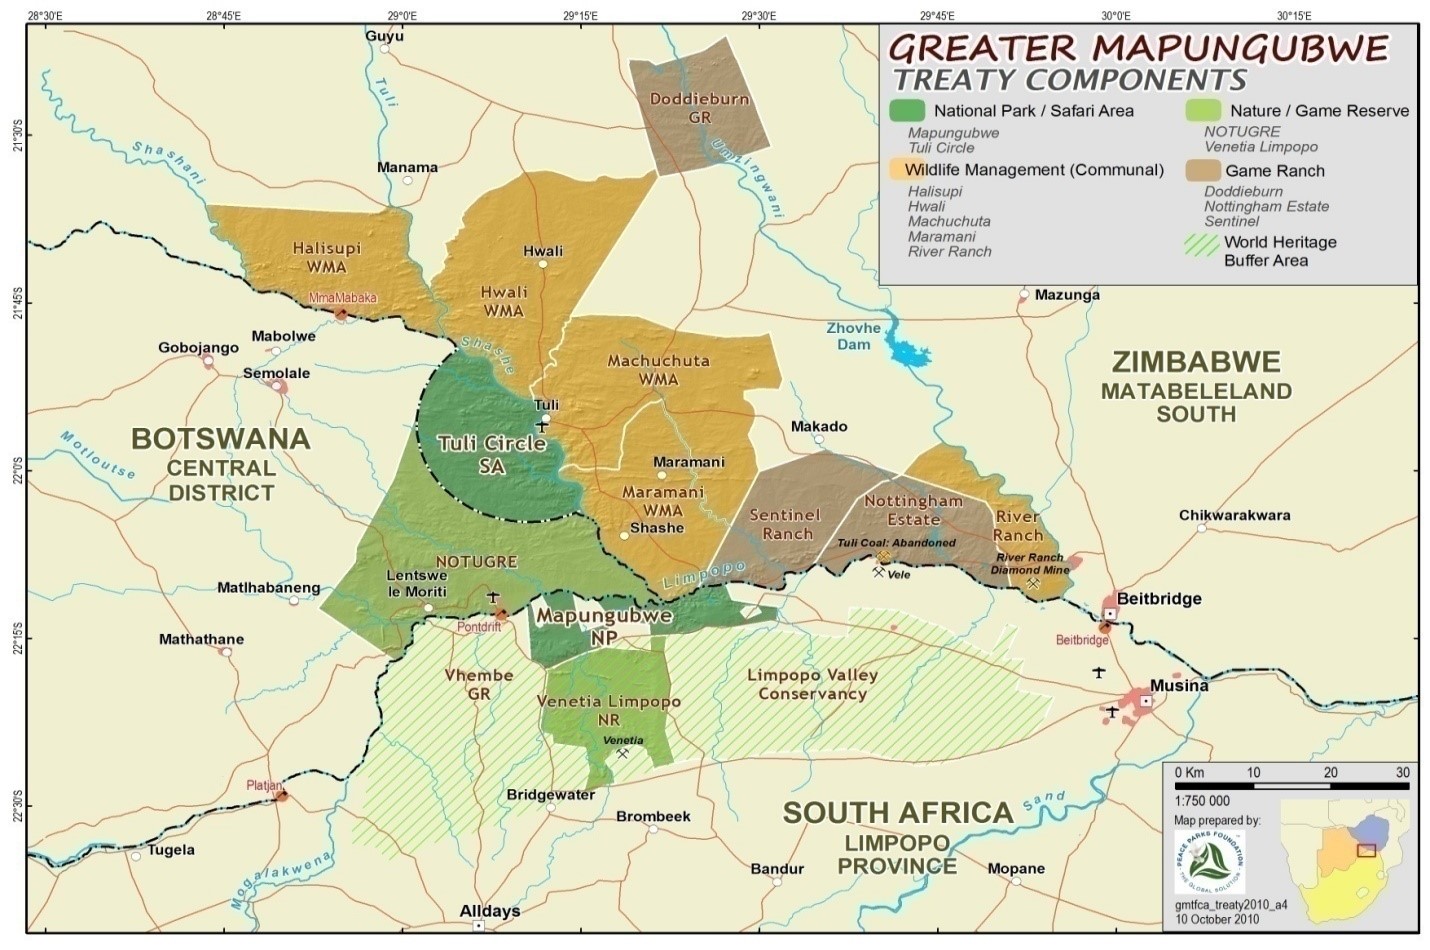 28°30'E 28°45'E 29°0'E 29°15'E 29°30'E 29°45'E 30°0'E 30°15'E
21°30'S
21°45'S
22°0'S
22°15'S
22°30'S
GREATER MAPUNGUBWE
TREATY COMPONENTS
National Park / Safari Area
Mapungubwe
Tuli Circle
Wildlife Management (Communal)
Halisupi
Hwali
Machuchuta
Maramani
River Ranch
Nature / Game Reserve
NOTUGRE
Venetia Limpopo
Game Ranch
Doddieburn
Nottingham Estate
Sentinel
World Heritage
Buffer Area
Guyu
Tuli
Shashani
Manama
Doddieburn
GR
Umzingwani
Halisupi
WMA
MmaMabaka
Hwali
Hwali
WMA
Mazunga
Zhovhe
Dam
Mabolwe
Gobojango
Semolale
Shashe
Machuchuta
WMA
ZIMBABWE
MATABELELAND
SOUTH
Tuli
Makado
BOTSWANA
CENTRAL
DISTRICT
Motloutse
Tuli Circle
SA
Maramani
Maramani
WMA
Shashe
Sentinel
Ranch
Nottingham
Estate
River
Ranch
Chikwarakwara
Tuli Coal: Abandoned
Vele
River Ranch
Diamond Mine
Limpopo
NOTUGRE
Lentswe
le Moriti
Matlhabaneng
Mathathane
Pontdrift
Mapungubwe
NP
Beitbridge
Beitbridge
Vhembe
GR
Venetia Limpopo
NR
Venetia
Limpopo Valley
Conservancy
Musina
Platjan
Bridgewater
Brombeek
Tugela
Mogalakwena
SOUTH AFRICA
LIMPOPO
PROVINCE
Sand
Bandur
Mopane
Alldays
0 Km 10 20 30
1:750 000
Map prepared by:
PEACE PARKS FOUNDATION
THE GLOBAL SOLUTION
gmtfca_treaty2010_a4
10 October 2010